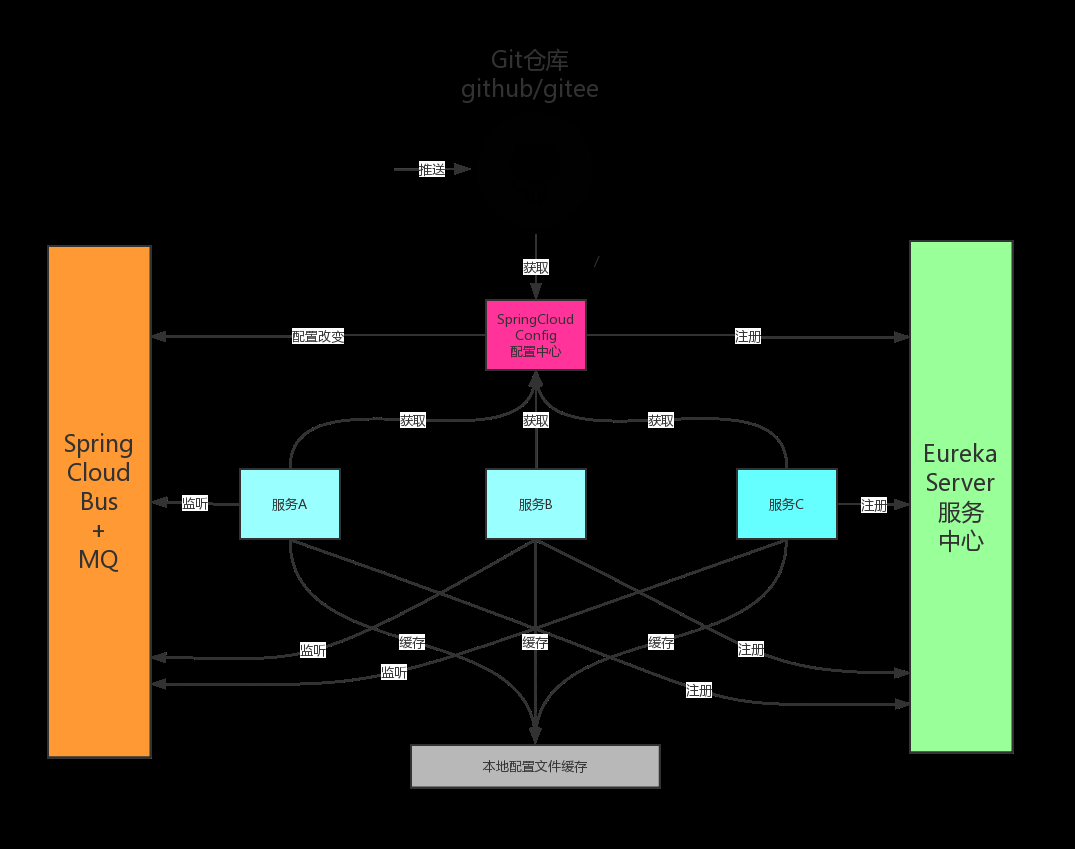 Git仓库
github/gitee
推送
获取
/
SpringCloud
Config
配置中心
配置改变
注册
获取
获取
获取
Spring
Cloud
Bus
+
MQ
监听
服务A
服务B
服务C
注册
Eureka
Server
服务
中心
监听
缓存
缓存
缓存
注册
监听
注册
本地配置文件缓存